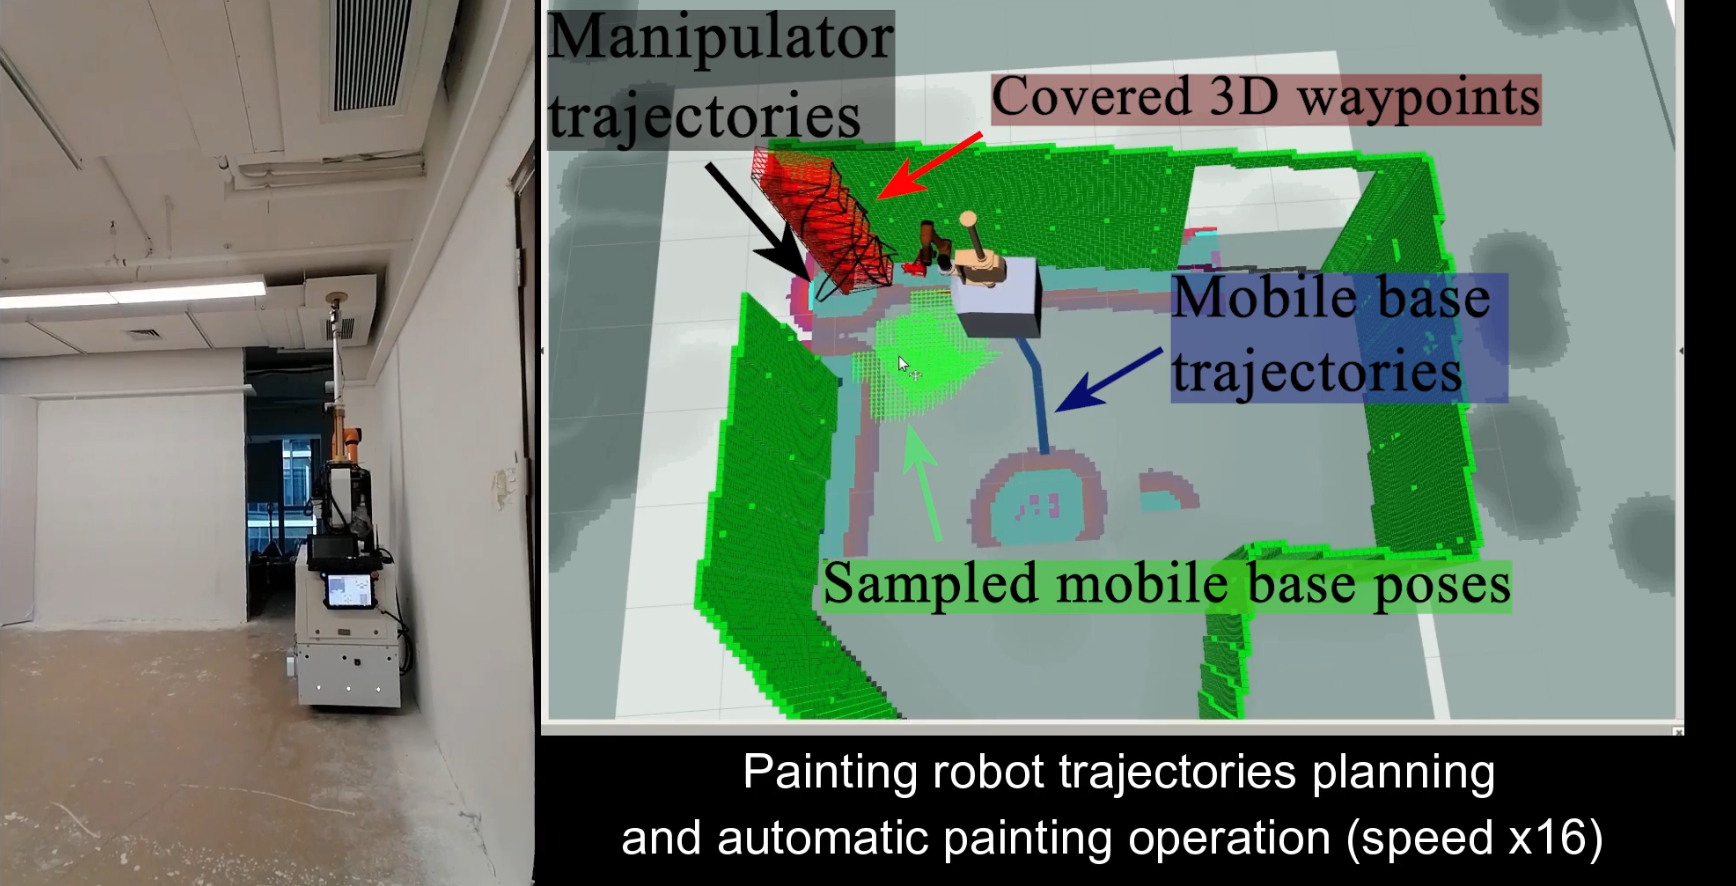 Manipulator
trajectories
Covered 3D waypoints
Mobile base
trajectories
Sampled mobile base poses
Painting robot trajectories planning
and automatic painting operation (speed x16)